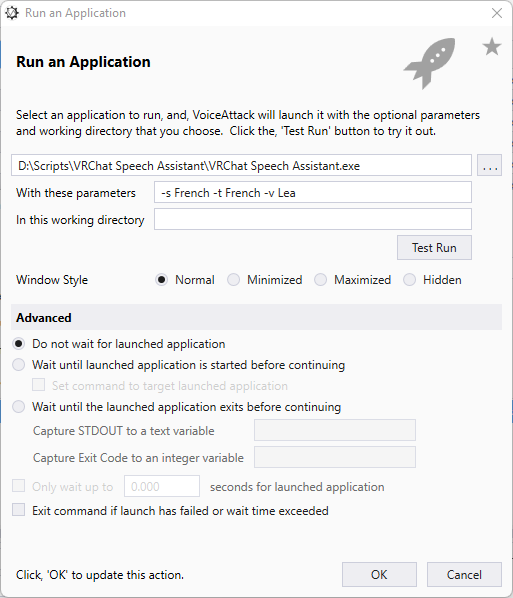 Run an Application
Run an Application
Select an application to run, and, VoiceAttack will launch it with the optional parameters
and working directory that you choose. Click the, 'Test Run' button to try it out.
D:\Scripts\VRChat Speech Assistant\VRChat Speech Assistant.exe ...
With these parameters -s French -t French -v Lea
In this working directory
Test Run
Window Style Normal Minimized Maximized Hidden
Advanced
Do not wait for launched application
Wait until launched application is started before continuing
Set command to target launched application
Wait until the launched application exits before continuing
Capture STDOUT to a text variable
Capture Exit Code to an integer variable
Only wait up to 0.000 seconds for launched application
Exit command if launch has failed or wait time exceeded
Click, 'OK' to update this action. OK Cancel